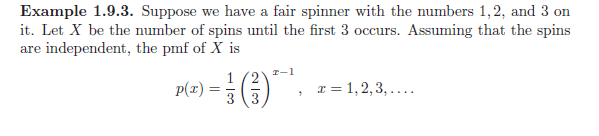 Example 1.9.3. Suppose we have a fair spinner with the numbers 1, 2, and 3 on
it. Let X be the number of spins until the first 3 occurs. Assuming that the spins
are independent, the pmf of X is
p(x) = \frac{1}{3} \left( \frac{2}{3} \right)^{x-1}, x = 1, 2, 3, . . . .